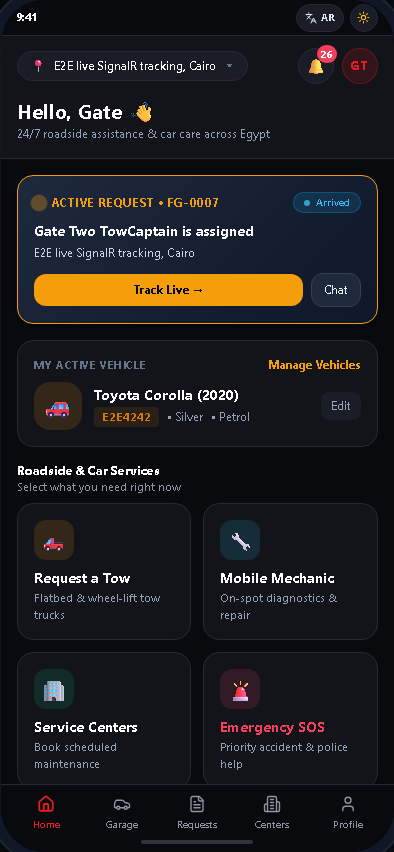 9:41
AR
E2E live SignalR tracking, Cairo
26
GT
Hello, Gate 👋
24/7 roadside assistance & car care across Egypt
ACTIVE REQUEST • FG-0007
Arrived
Gate Two TowCaptain is assigned
E2E live SignalR tracking, Cairo
Track Live →
Chat
MY ACTIVE VEHICLE
Manage Vehicles
Toyota Corolla (2020)
E2E4242 • Silver • Petrol
Edit
Roadside & Car Services
Select what you need right now
Request a Tow
Flatbed & wheel-lift tow
trucks
Mobile Mechanic
On-spot diagnostics &
repair
Service Centers
Book scheduled
maintenance
Emergency SOS
Priority accident & police
help
Home
Garage
Requests
Centers
Profile